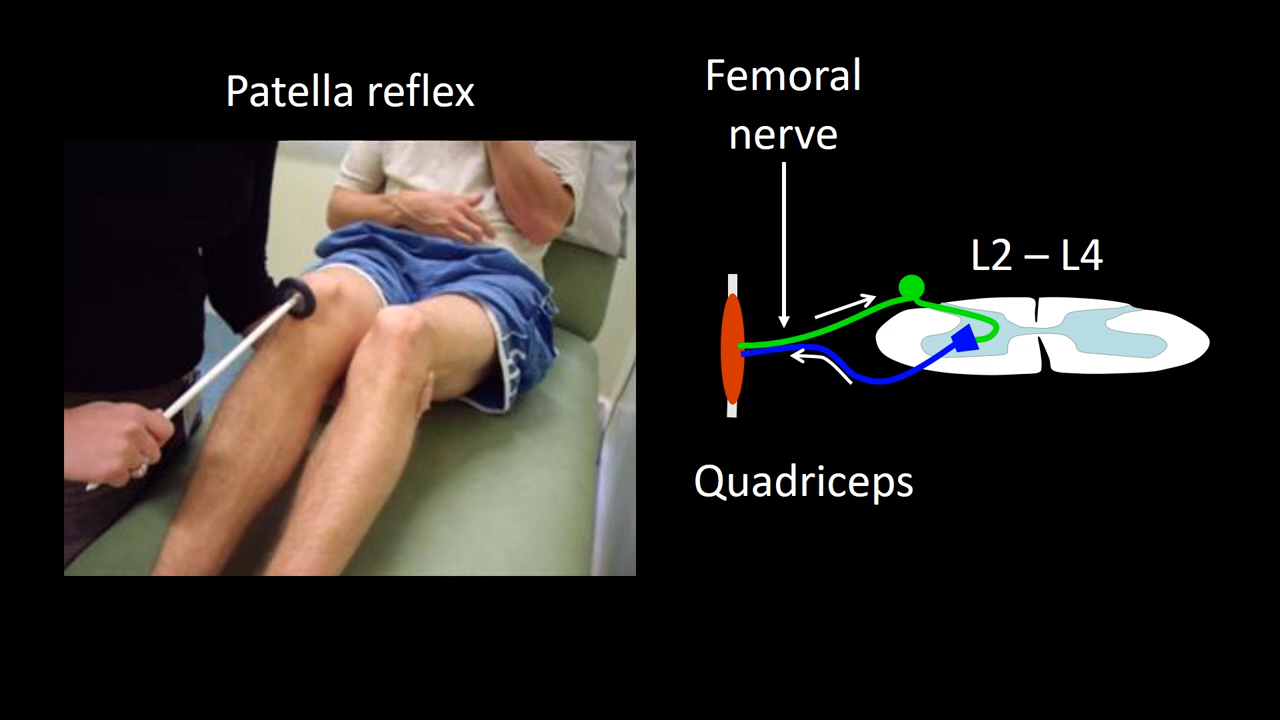 Patella reflex
Femoral
nerve
L2 – L4
Quadriceps